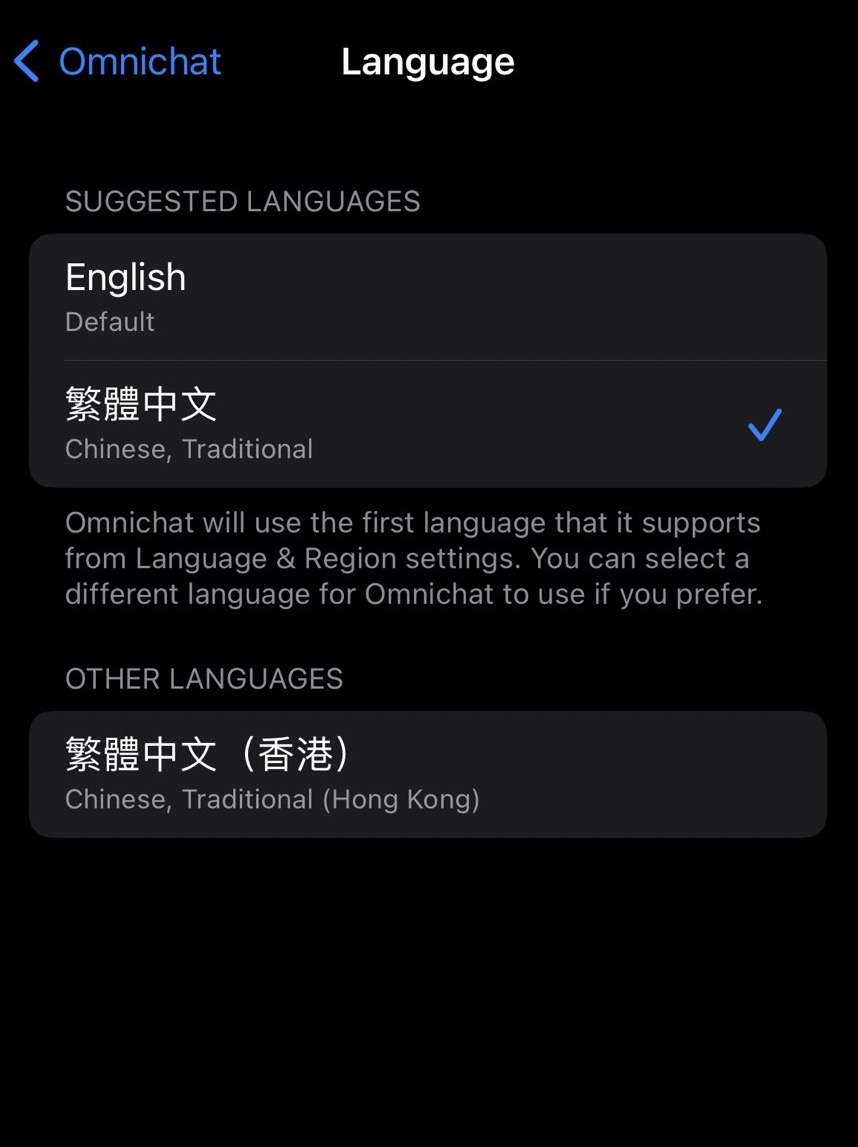 Omnichat
Language
SUGGESTED LANGUAGES
English
Default
繁體中文
Chinese, Traditional
Omnichat will use the first language that it supports
from Language & Region settings. You can select a
different language for Omnichat to use if you prefer.
OTHER LANGUAGES
繁體中文（香港）
Chinese, Traditional (Hong Kong)